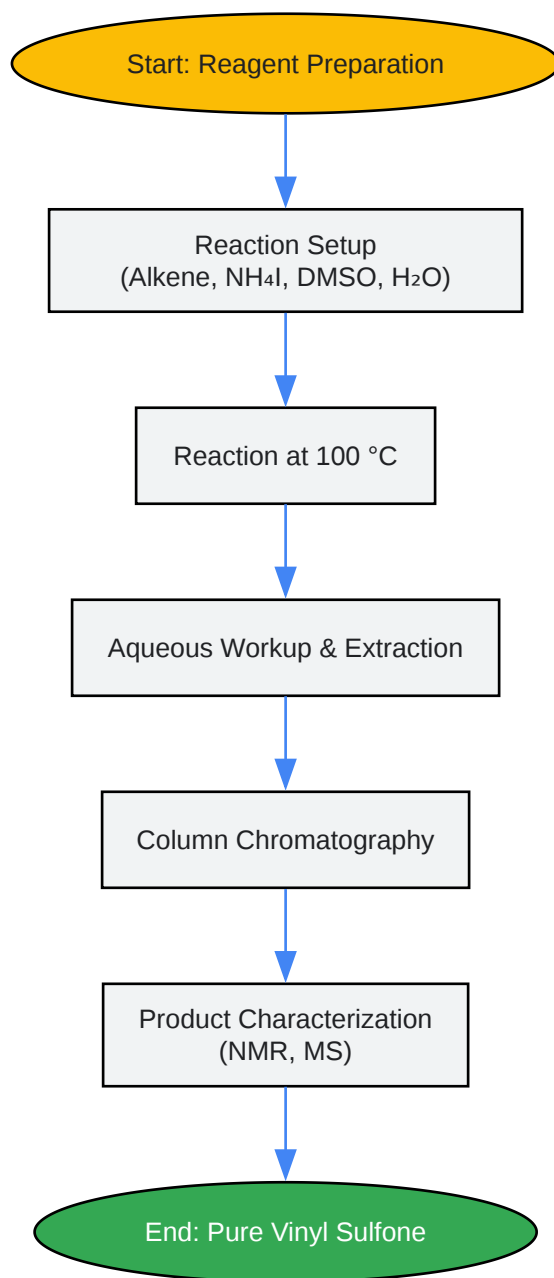 Start: Reagent Preparation
Reaction Setup
(Alkene, NH₄I, DMSO, H₂O)
Reaction at 100 °C
Aqueous Workup & Extraction
Column Chromatography
Product Characterization
(NMR, MS)
End: Pure Vinyl Sulfone